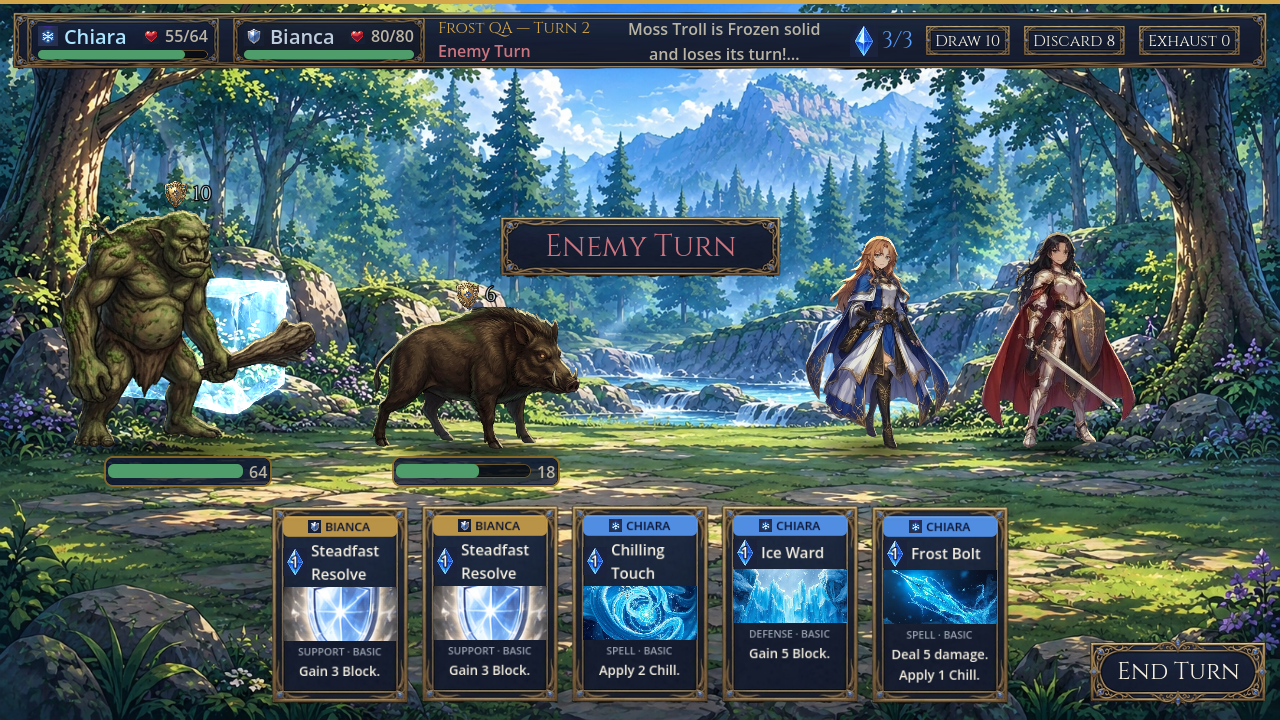 Chiara 55/64
Bianca 80/80
Frost QA — Turn 2
Enemy Turn
Moss Troll is Frozen solid
and loses its turn!...
3/3
Draw 10
Discard 8
Exhaust 0
10
Enemy Turn
6
64
18
BIANCA
1
Steadfast
Resolve
SUPPORT · BASIC
Gain 3 Block.
BIANCA
1
Steadfast
Resolve
SUPPORT · BASIC
Gain 3 Block.
CHIARA
1
Chilling
Touch
SPELL · BASIC
Apply 2 Chill.
CHIARA
1
Ice Ward
DEFENSE · BASIC
Gain 5 Block.
CHIARA
1
Frost Bolt
SPELL · BASIC
Deal 5 damage.
Apply 1 Chill.
End Turn